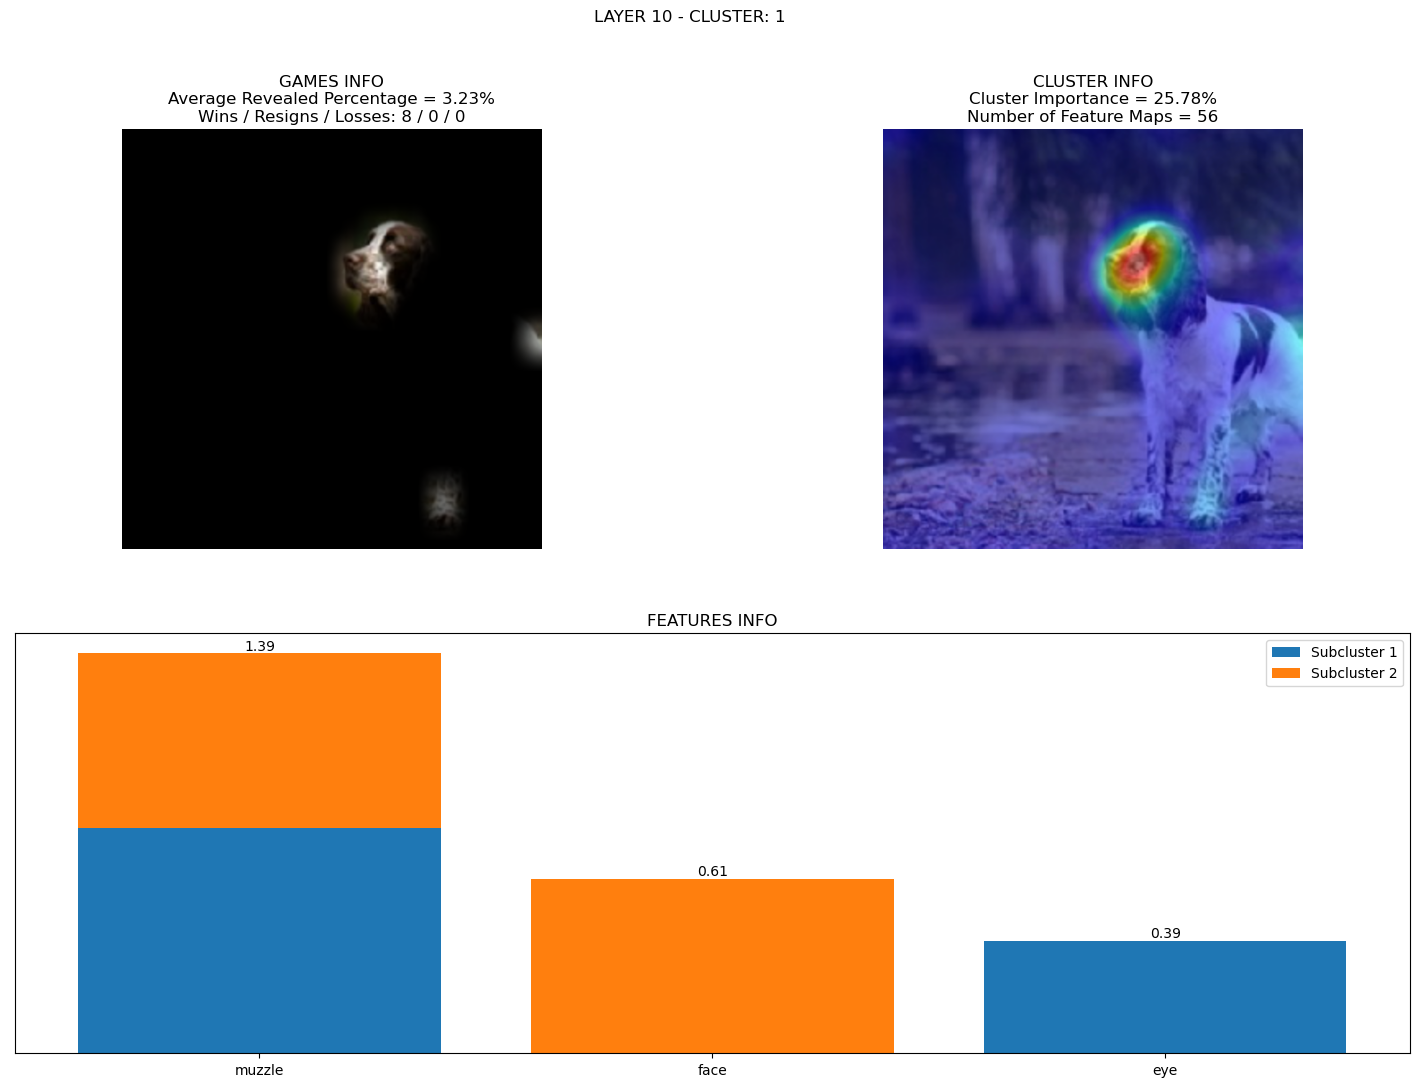 LAYER 10 - CLUSTER: 1
GAMES INFO
Average Revealed Percentage = 3.23%
Wins / Resigns / Losses: 8 / 0 / 0
CLUSTER INFO
Cluster Importance = 25.78%
Number of Feature Maps = 56
FEATURES INFO
1.39
0.61
0.39
Subcluster 1
Subcluster 2
muzzle
face
eye